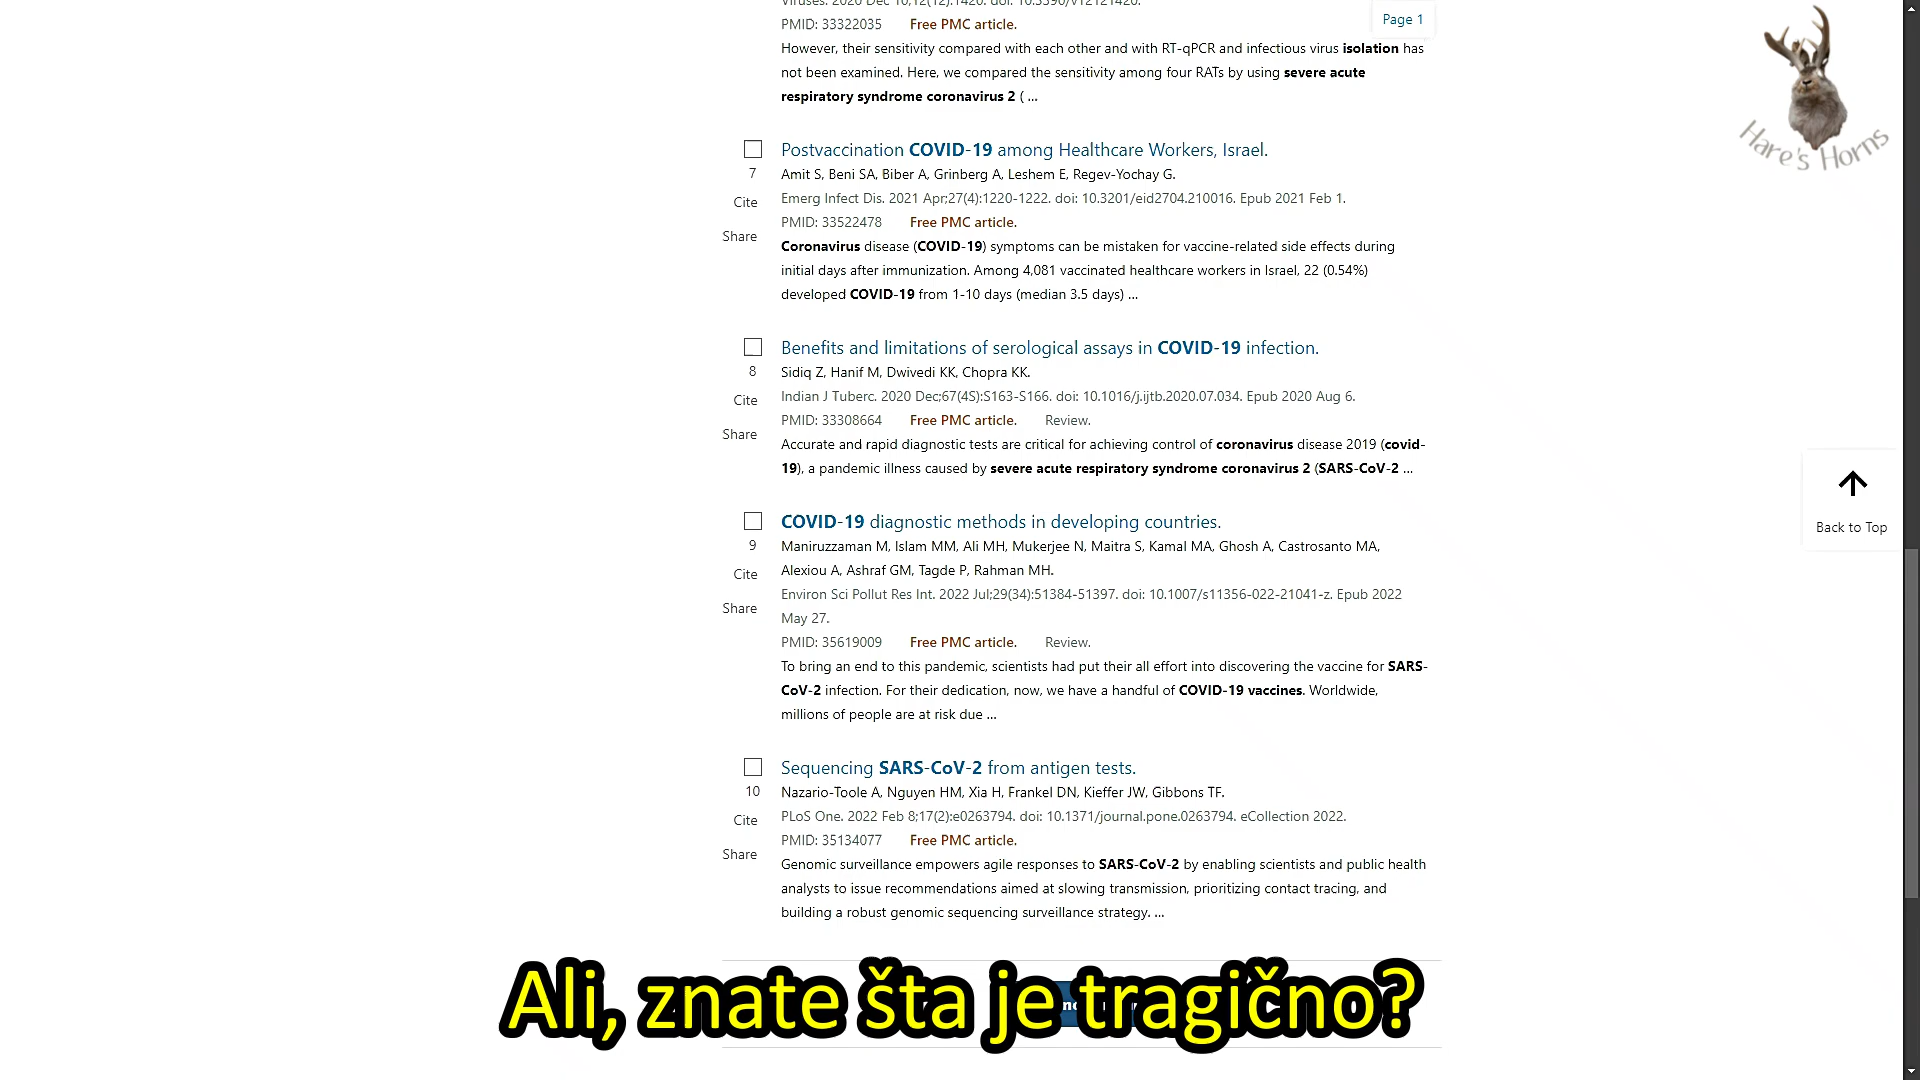 Viruses. 2020 Dec 10;12(12):1420. doi: 10.3390/v12121420.
Page 1
PMID: 33322035 Free PMC article.
However, their sensitivity compared with each other and with RT-qPCR and infectious virus isolation has
not been examined. Here, we compared the sensitivity among four RATs by using severe acute
respiratory syndrome coronavirus 2 ( ...
Hare's Horns
Postvaccination COVID-19 among Healthcare Workers, Israel.
7
Amit S, Beni SA, Biber A, Grinberg A, Leshem E, Regev-Yochay G.
Cite
Emerg Infect Dis. 2021 Apr;27(4):1220-1222. doi: 10.3201/eid2704.210016. Epub 2021 Feb 1.
PMID: 33522478 Free PMC article.
Share
Coronavirus disease (COVID-19) symptoms can be mistaken for vaccine-related side effects during
initial days after immunization. Among 4,081 vaccinated healthcare workers in Israel, 22 (0.54%)
developed COVID-19 from 1-10 days (median 3.5 days) ...
Benefits and limitations of serological assays in COVID-19 infection.
8
Sidiq Z, Hanif M, Dwivedi KK, Chopra KK.
Cite
Indian J Tuberc. 2020 Dec;67(4S):S163-S166. doi: 10.1016/j.ijtb.2020.07.034. Epub 2020 Aug 6.
PMID: 33308664 Free PMC article. Review.
Share
Accurate and rapid diagnostic tests are critical for achieving control of coronavirus disease 2019 (covid-
19), a pandemic illness caused by severe acute respiratory syndrome coronavirus 2 (SARS-CoV-2 ...
Back to Top
COVID-19 diagnostic methods in developing countries.
9
Maniruzzaman M, Islam MM, Ali MH, Mukerjee N, Maitra S, Kamal MA, Ghosh A, Castrosanto MA,
Alexiou A, Ashraf GM, Tagde P, Rahman MH.
Cite
Environ Sci Pollut Res Int. 2022 Jul;29(34):51384-51397. doi: 10.1007/s11356-022-21041-z. Epub 2022
May 27.
Share
PMID: 35619009 Free PMC article. Review.
To bring an end to this pandemic, scientists had put their all effort into discovering the vaccine for SARS-
CoV-2 infection. For their dedication, now, we have a handful of COVID-19 vaccines. Worldwide,
millions of people are at risk due ...
Sequencing SARS-CoV-2 from antigen tests.
10
Nazario-Toole A, Nguyen HM, Xia H, Frankel DN, Kieffer JW, Gibbons TF.
Cite
PLoS One. 2022 Feb 8;17(2):e0263794. doi: 10.1371/journal.pone.0263794. eCollection 2022.
PMID: 35134077 Free PMC article.
Share
Genomic surveillance empowers agile responses to SARS-CoV-2 by enabling scientists and public health
analysts to issue recommendations aimed at slowing transmission, prioritizing contact tracing, and
building a robust genomic sequencing surveillance strategy. ...
Ali, znate šta je tragično?